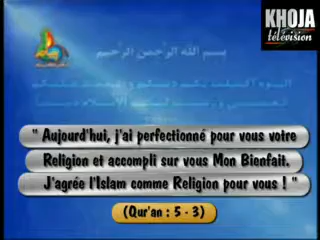 KHOJA
télévision
بسم الله الرحمن الرحيم
" Aujourd'hui, j'ai perfectionné pour vous votre
Religion et accompli sur vous Mon Bienfait.
J'agrée l'Islam comme Religion pour vous ! "
(Qur'an : 5 - 3)